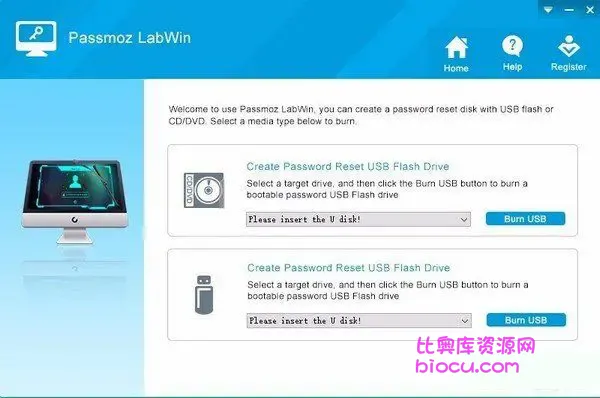 Passmoz LabWin
Home
Help
Register
Welcome to use Passmoz LabWin, you can create a password reset disk with USB flash or
CD/DVD. Select a media type below to burn.
Create Password Reset USB Flash Drive
Select a target drive, and then click the Burn USB button to burn a
bootable password USB Flash drive
Please insert the U disk!
Burn USB
Create Password Reset USB Flash Drive
Select a target drive, and then click the Burn USB button to burn a
bootable password USB Flash drive
Please insert the U disk!
Burn USB
比奥库资源网
biocu.com